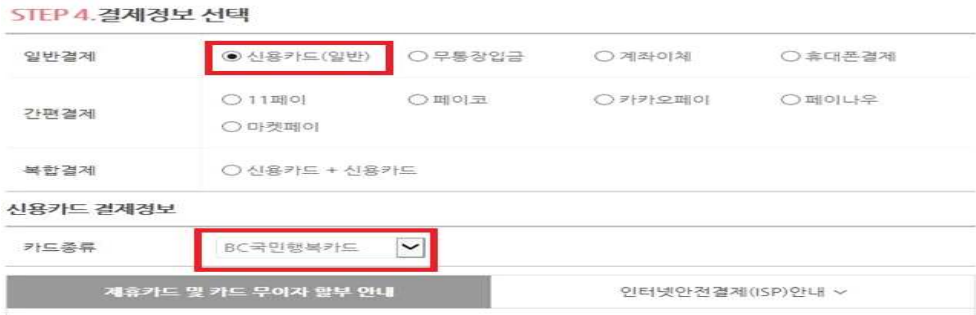 STEP 4.결제정보 선택
일반결제 신용카드(일반) 무통장입금 계좌이체 휴대폰결제
간편결제 11페이 페이코 카카오페이 페이나우
마켓페이
복합결제 신용카드 + 신용카드
신용카드 결제정보
카드종류 BC국민행복카드
제휴카드 및 카드 무이자 할부 안내 인터넷안전결제(ISP)안내